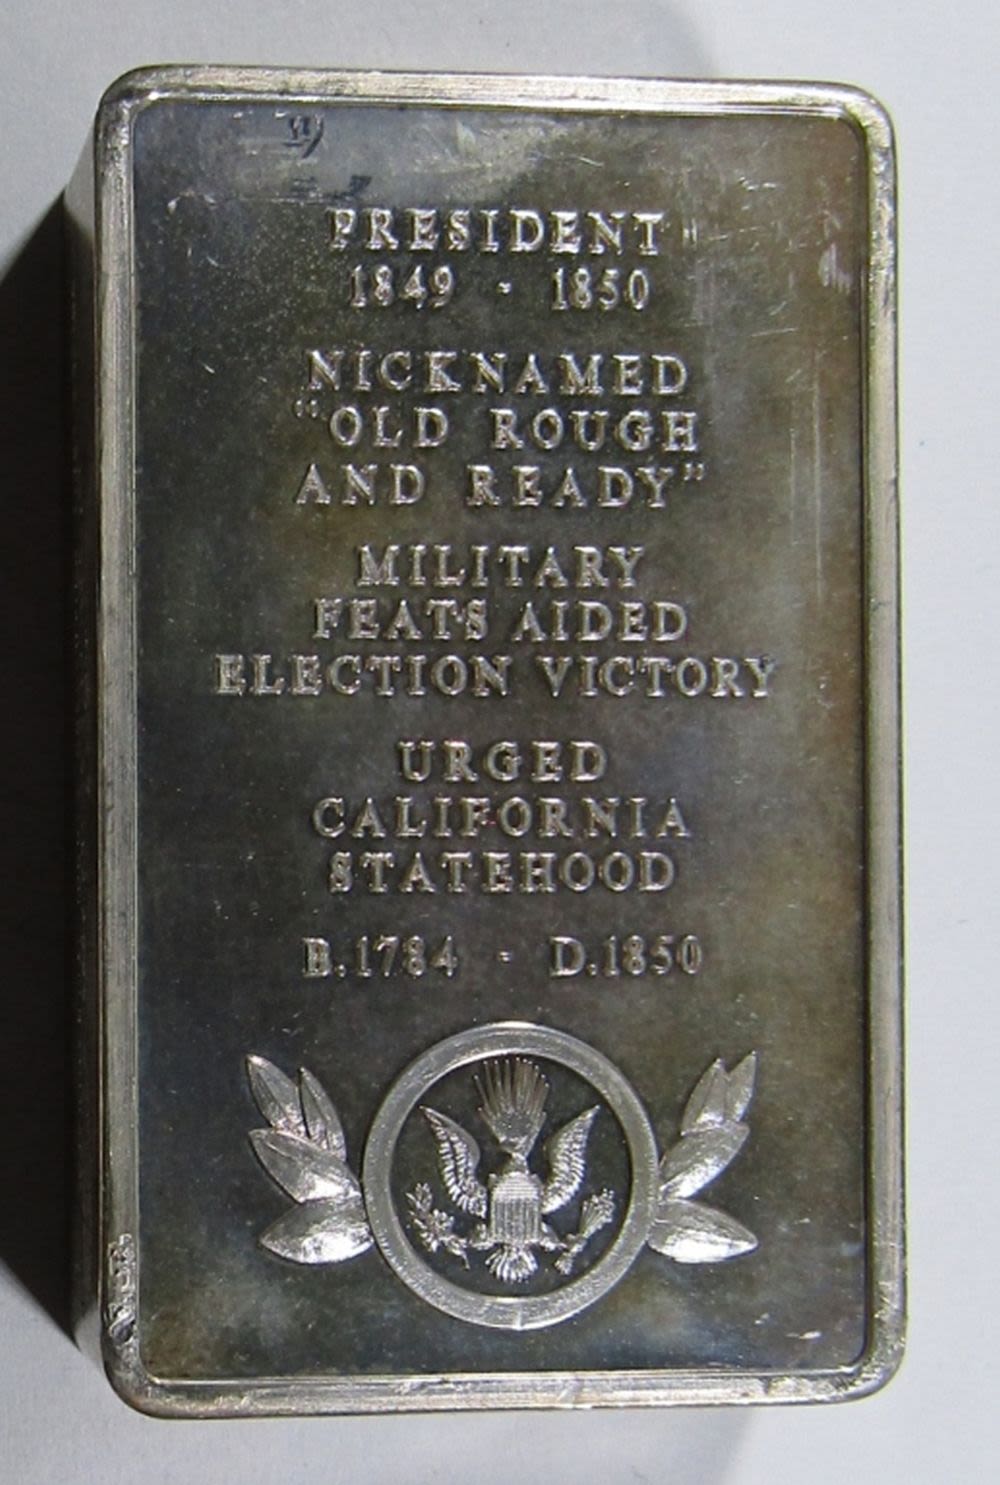 PRESIDENT
1849 - 1850
NICKNAMED
"OLD ROUGH
AND READY"
MILITARY
FEATS AIDED
ELECTION VICTORY
URGED
CALIFORNIA
STATEHOOD
B.1784 - D.1850